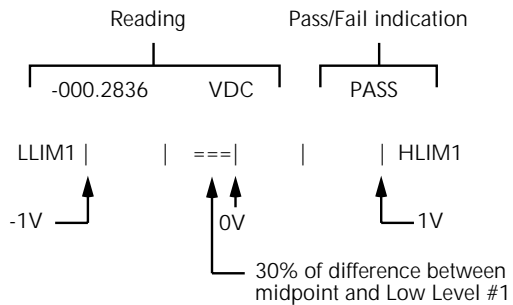 Reading Pass/Fail indication
-000.2836 VDC PASS
LLIM1 | | ===| | | HLIM1
-1V 0V 1V
30% of difference between
midpoint and Low Level #1